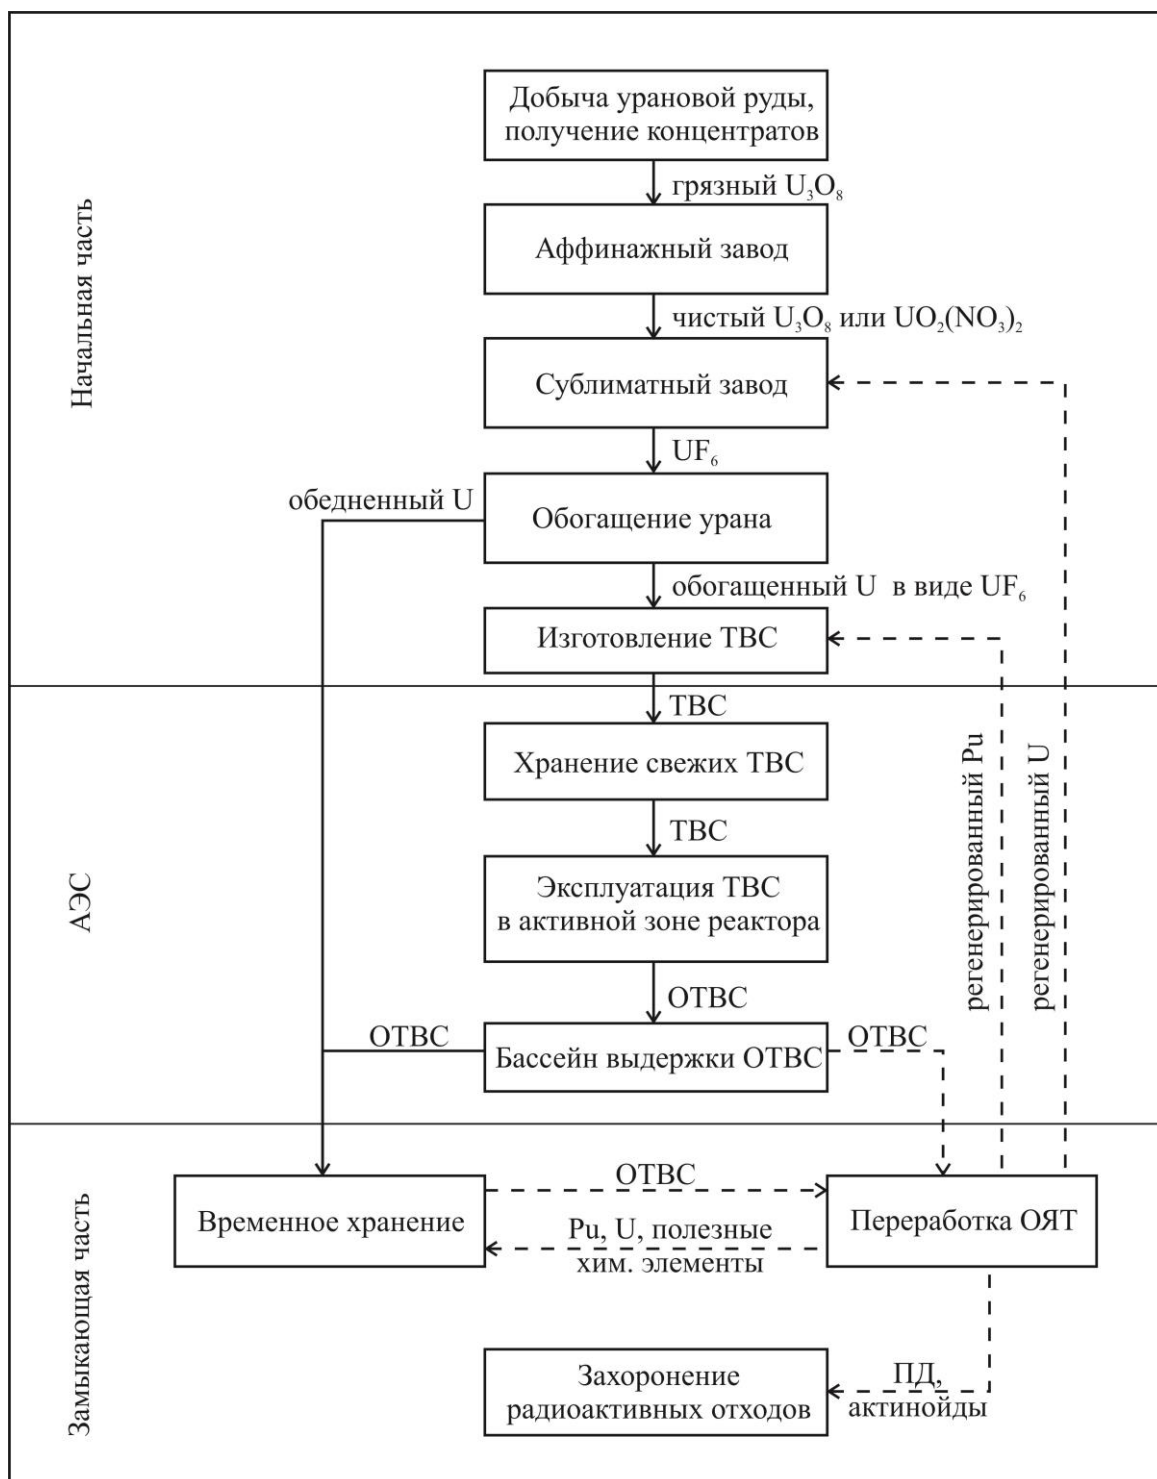 Начальная часть
Добыча урановой руды,
получение концентратов
грязный U₃O₈
Аффинажный завод
чистый U₃O₈ или UO₂(NO₃)₂
Сублиматный завод
UF₆
обедненный U
Обогащение урана
обогащенный U в виде UF₆
Изготовление ТВС
АЭС
ТВС
Хранение свежих ТВС
ТВС
Эксплуатация ТВС
в активной зоне реактора
регенерированный Pu
регенерированный U
ОТВС
ОТВС
Бассейн выдержки ОТВС
ОТВС
Замыкающая часть
Временное хранение
ОТВС
Pu, U, полезные
хим. элементы
Переработка ОЯТ
Захоронение
радиоактивных отходов
ПД,
актинойды